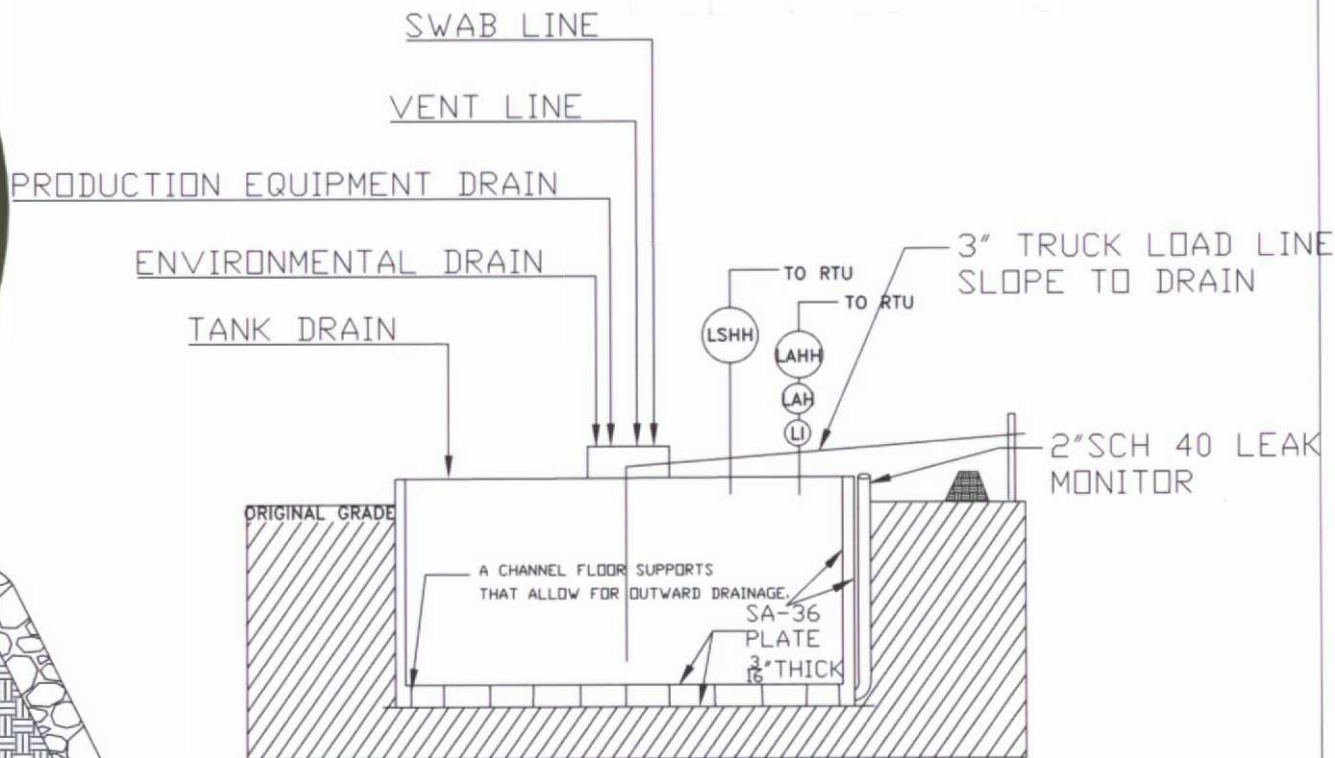 SWAB LINE
VENT LINE
PRODUCTION EQUIPMENT DRAIN
ENVIRONMENTAL DRAIN
TANK DRAIN
TO RTU
TO RTU
3" TRUCK LOAD LINE
SLOPE TO DRAIN
LSHH
LAHH
LAH
LI
2"SCH 40 LEAK
MONITOR
ORIGINAL GRADE
A CHANNEL FLOOR SUPPORTS
THAT ALLOW FOR OUTWARD DRAINAGE.
SA-36
PLATE
3/16"THICK